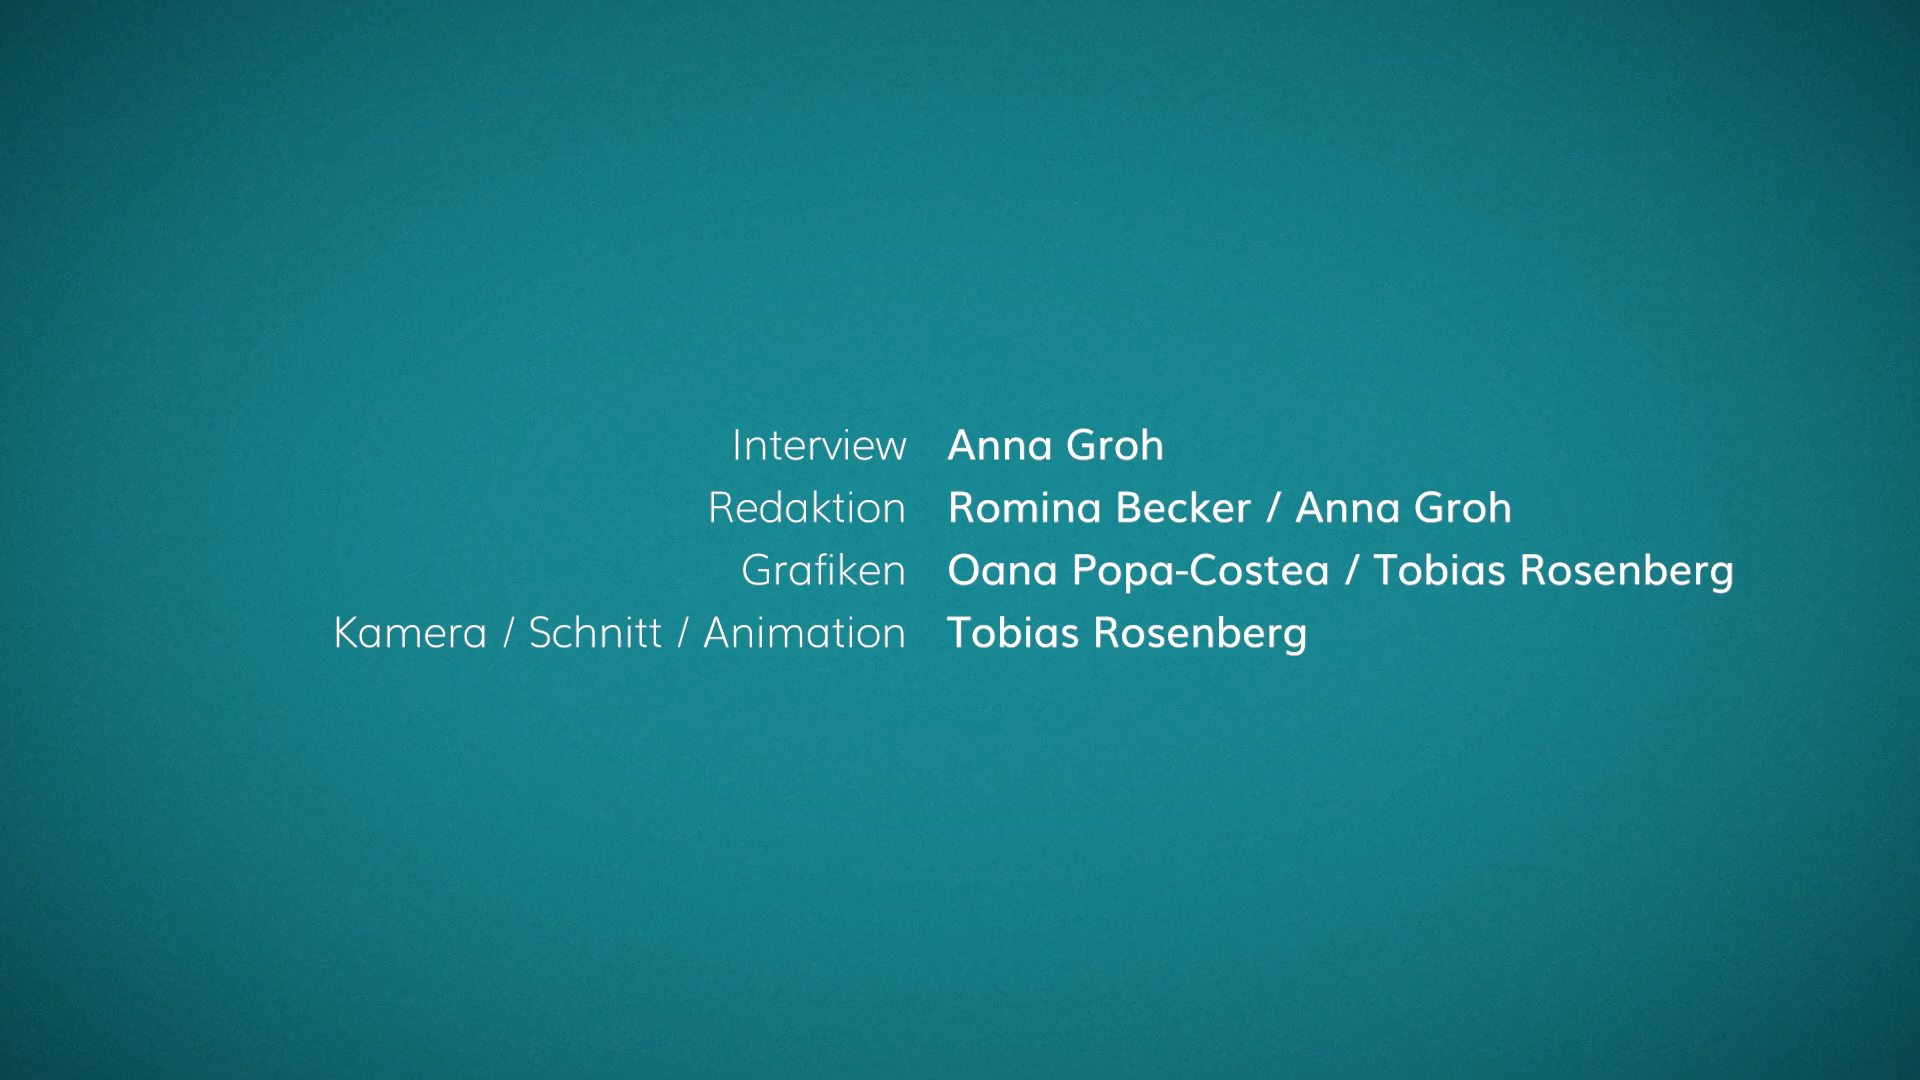 Interview Anna Groh
Redaktion Romina Becker / Anna Groh
Grafiken Oana Popa-Costea / Tobias Rosenberg
Kamera / Schnitt / Animation Tobias Rosenberg